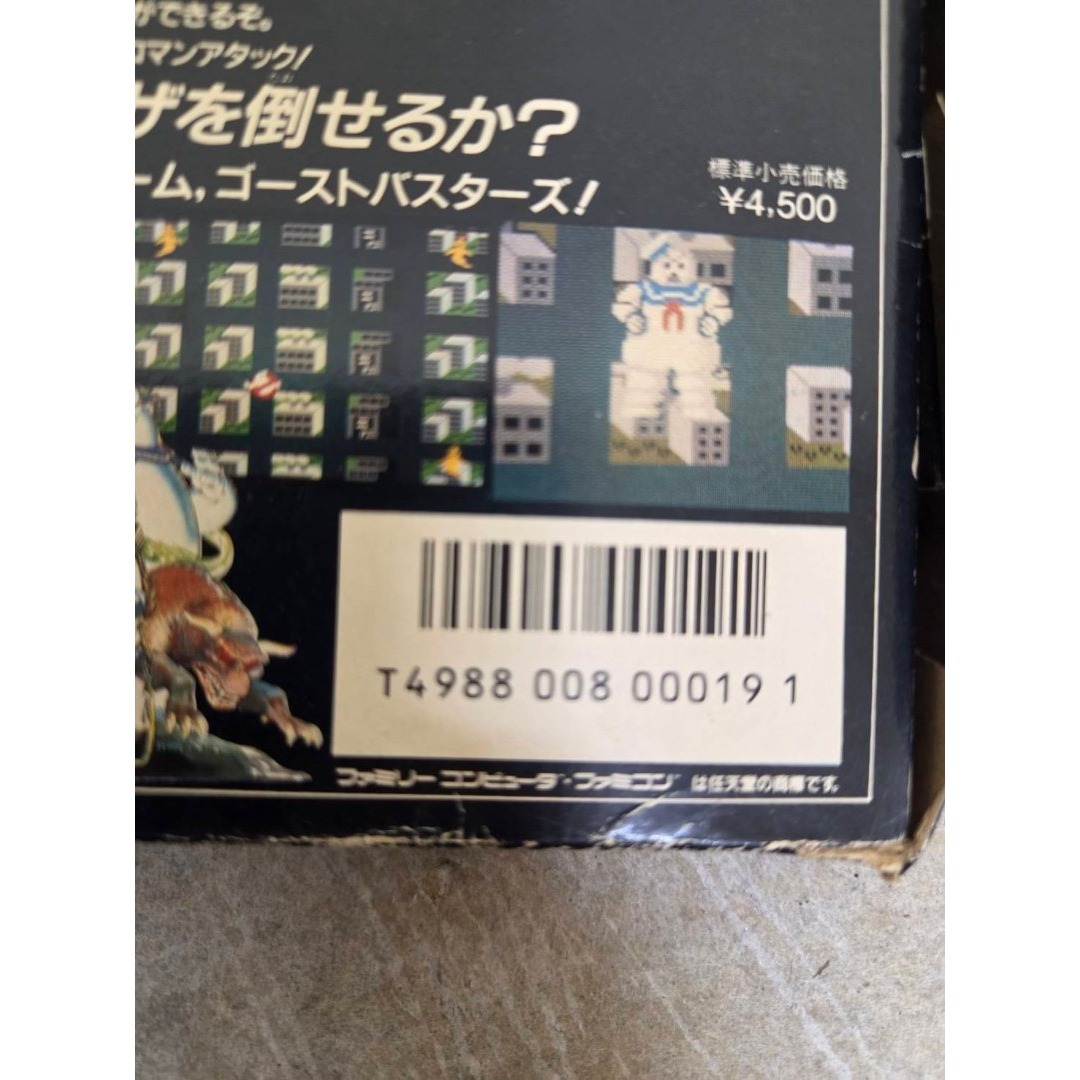 ができるぞ。
ロマンアタック!
ザを倒せるか?
ーム,ゴーストバスターズ!
標準小売価格
¥4,500
T4988 008 000019 1
ファミリーコンピュータ・ファミコン は任天堂の商標です。